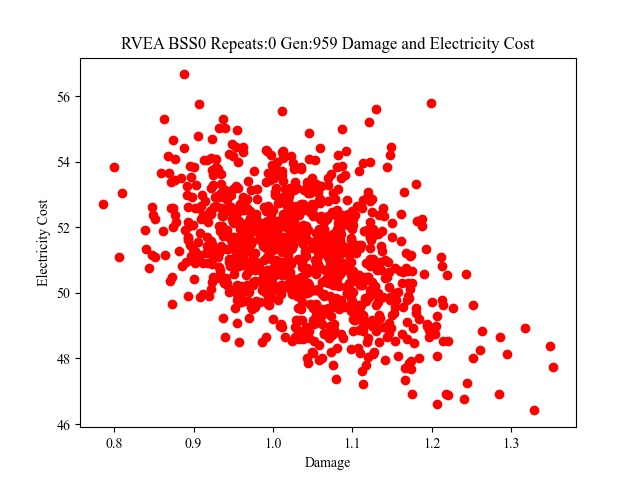 RVEA BSS0 Repeats:0 Gen:959 Damage and Electricity Cost
56
54
52
50
48
46
Electricity Cost
0.8 0.9 1.0 1.1 1.2 1.3
Damage